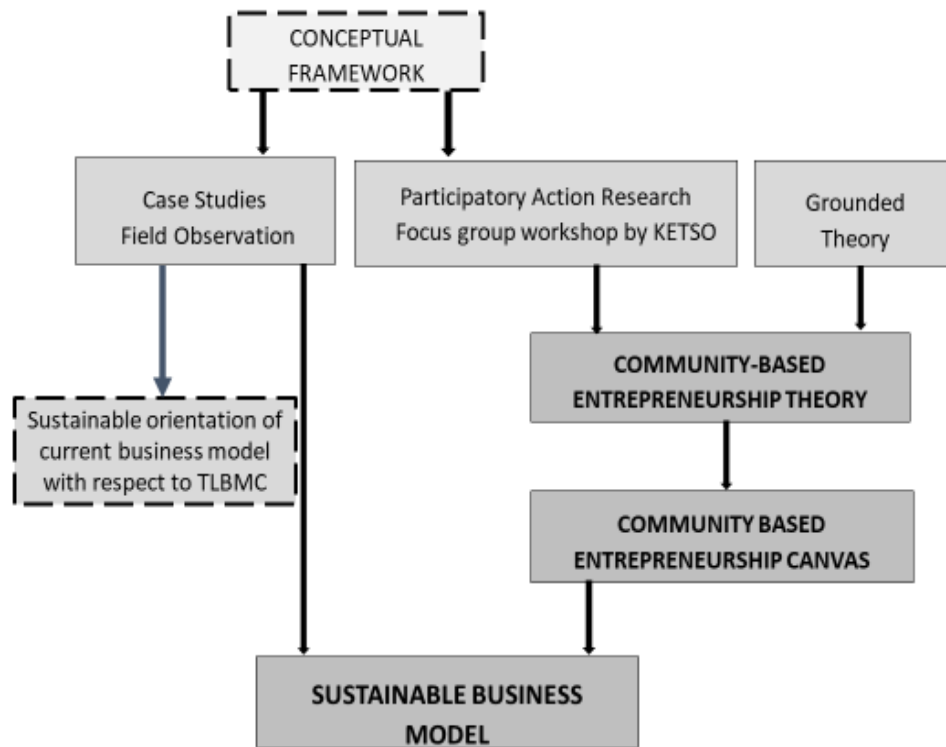 CONCEPTUAL
FRAMEWORK
Case Studies
Field Observation
Participatory Action Research
Focus group workshop by KETSO
Grounded
Theory
COMMUNITY-BASED
ENTREPRENEURSHIP THEORY
Sustainable orientation of
current business model
with respect to TLBMC
COMMUNITY BASED
ENTREPRENEURSHIP CANVAS
SUSTAINABLE BUSINESS
MODEL